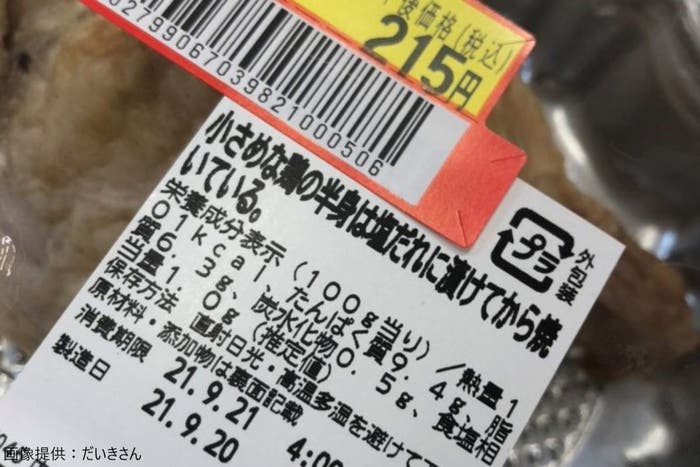 後価格(税込)
215円
02799067039821000506
プラ
外包装
小さめな鶏の半身は塩だれに漬けてから焼
いている。
栄養成分表示(100g当り)/熱量1
01kcal、たんぱく質9.4g、脂
質6.3g、炭水化物0.5g、食塩相
当量1.0g(推定値)
保存方法 直射日光・高温多湿を避けて
原材料・添加物は裏面記載
消費期限 21.9.21 4:00
製造日 21.9.20
画像提供:だいきさん